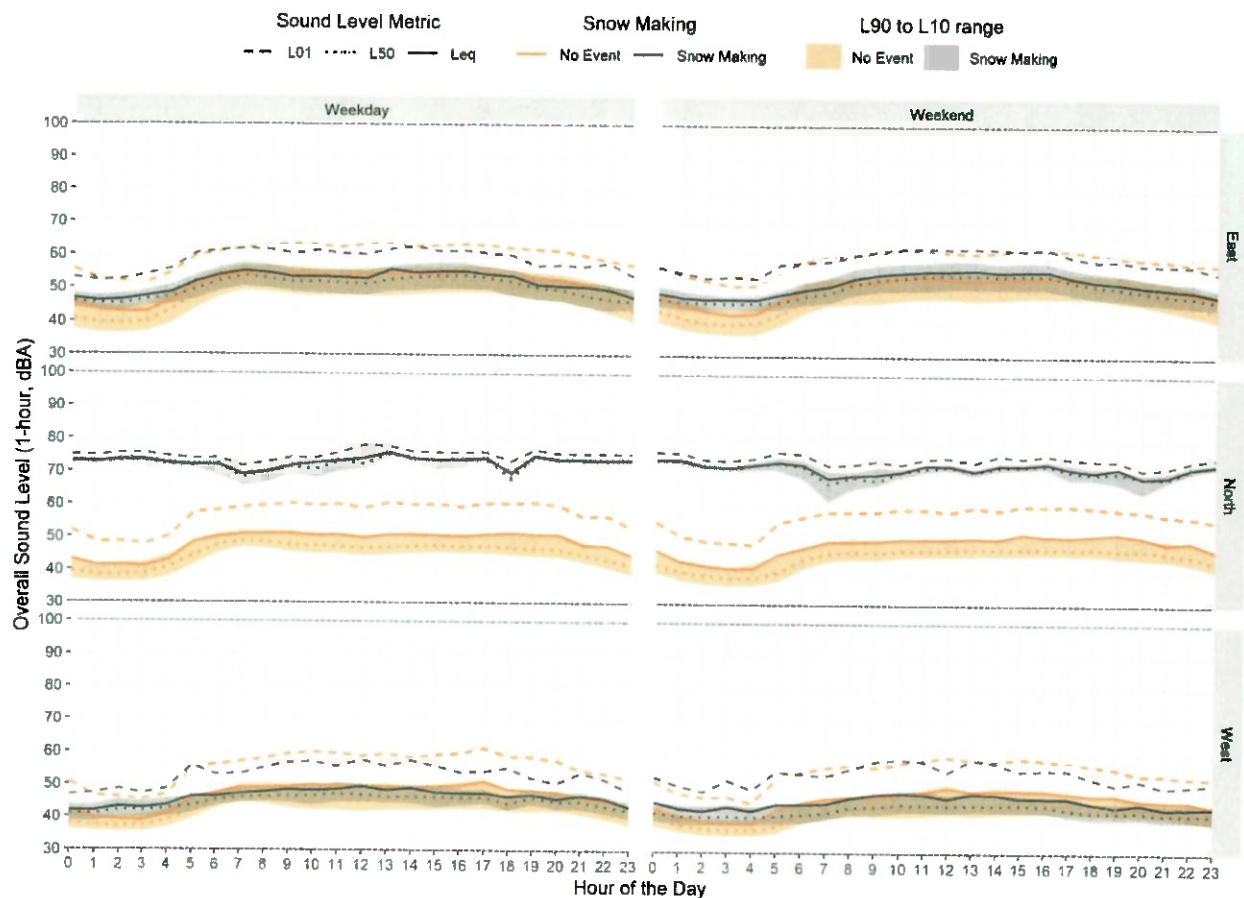 Sound Level Metric Snow Making L90 to L10 range
L01 L50 Leq No Event Snow Making No Event Snow Making
Weekday Weekend
100
90
80
70
60
50
40
30
East
100
90
80
70
60
50
40
30
North
100
90
80
70
60
50
40
30
West
Overall Sound Level (1-hour, dBA)
0 1 2 3 4 5 6 7 8 9 10 11 12 13 14 15 16 17 18 19 20 21 22 23 0 1 2 3 4 5 6 7 8 9 10 11 12 13 14 15 16 17 18 19 20 21 22 23
Hour of the Day